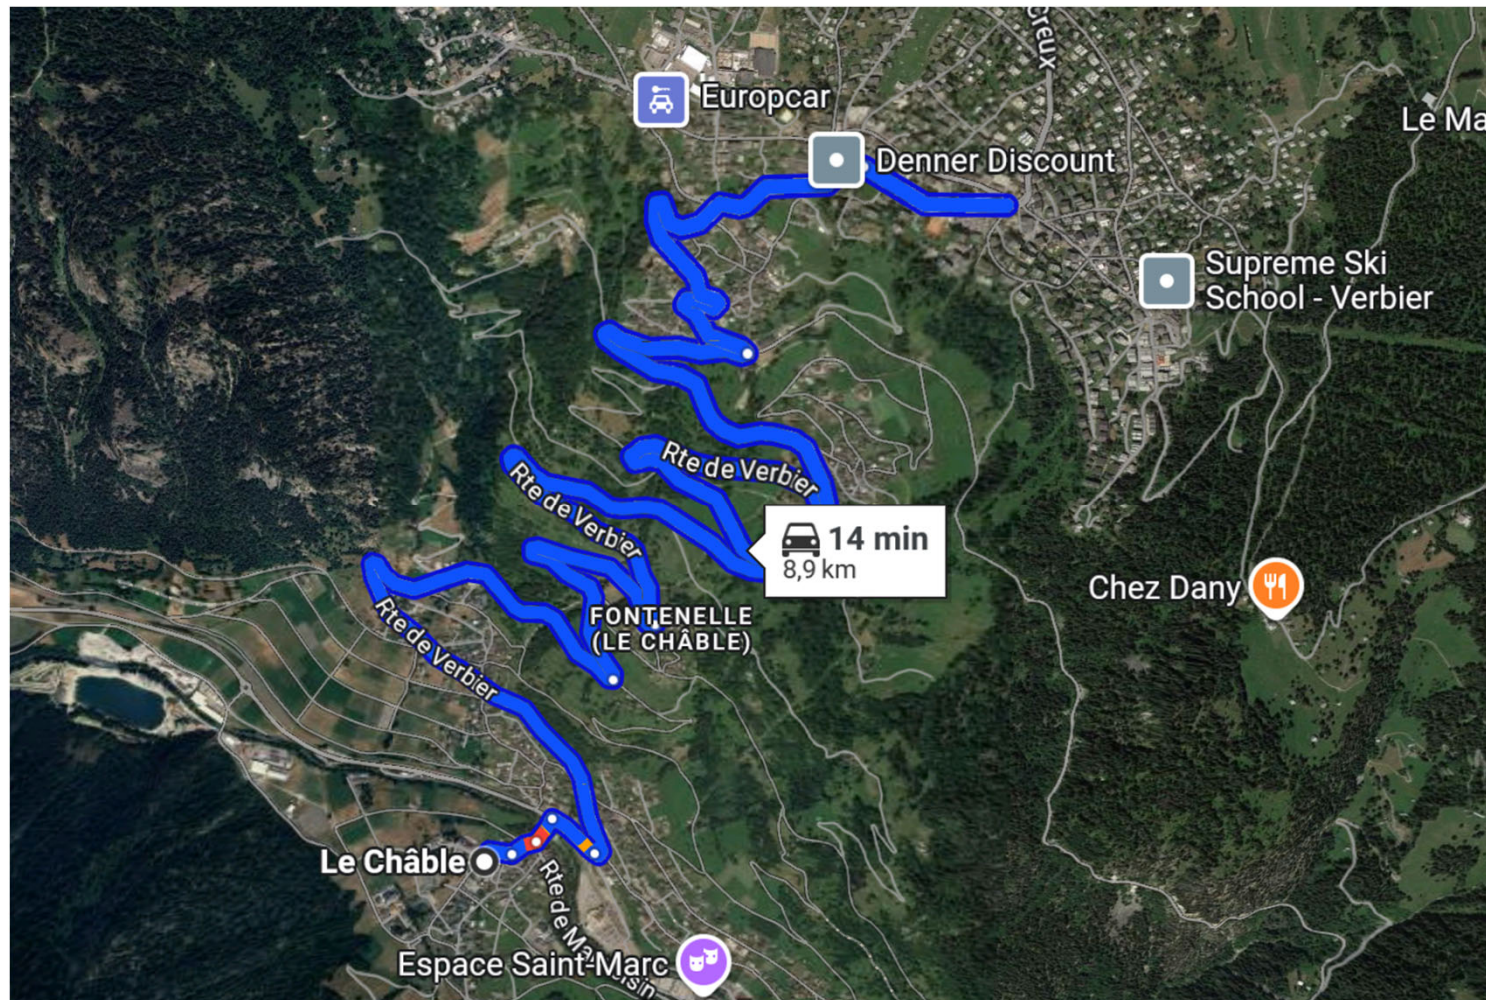 Creux
Europcar
Le Ma
Denner Discount
Supreme Ski
School - Verbier
Rte de Verbier
Rte de Verbier
14 min
8,9 km
Chez Dany
FONTENELLE
(LE CHÂBLE)
Rte de Verbier
Le Châble
Espace Saint-Marc